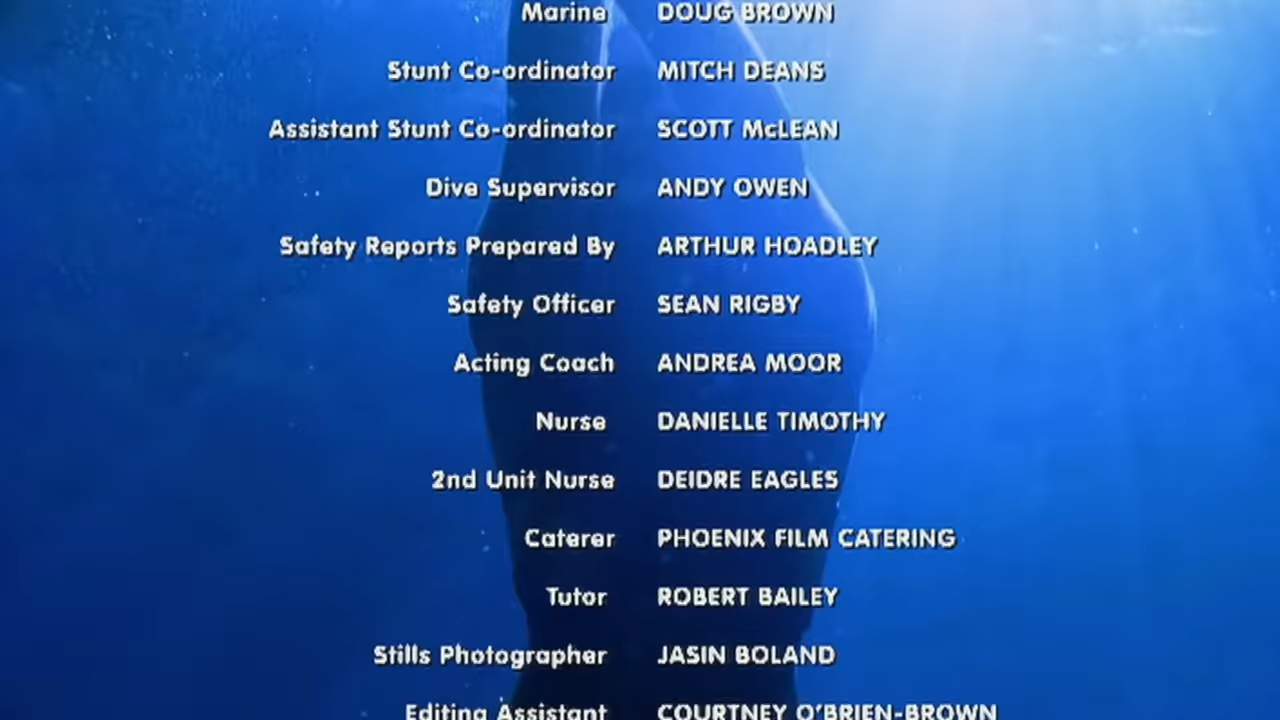 Marine DOUG BROWN
Stunt Co-ordinator MITCH DEANS
Assistant Stunt Co-ordinator SCOTT McLEAN
Dive Supervisor ANDY OWEN
Safety Reports Prepared By ARTHUR HOADLEY
Safety Officer SEAN RIGBY
Acting Coach ANDREA MOOR
Nurse DANIELLE TIMOTHY
2nd Unit Nurse DEIDRE EAGLES
Caterer PHOENIX FILM CATERING
Tutor ROBERT BAILEY
Stills Photographer JASIN BOLAND
Editing Assistant COURTNEY O'BRIEN-BROWN